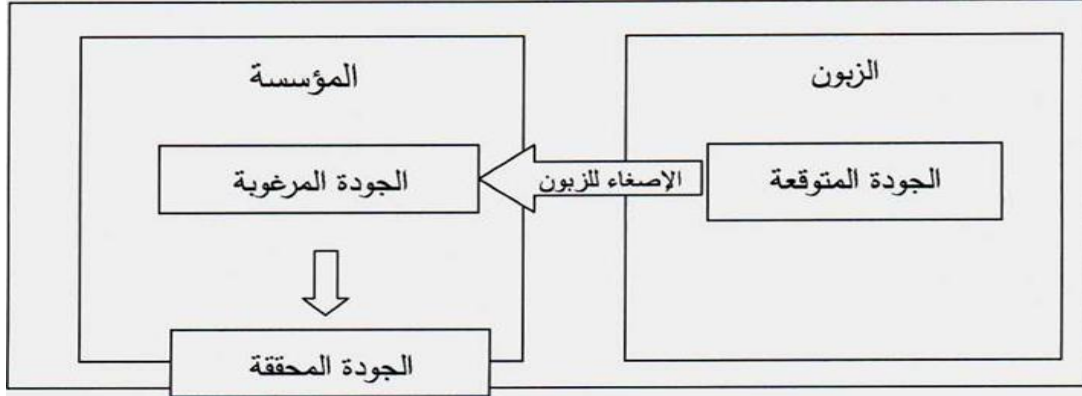 الزبون
المؤسسة
الجودة المتوقعة
الإصغاء للزبون
الجودة المرغوبة
الجودة المحققة